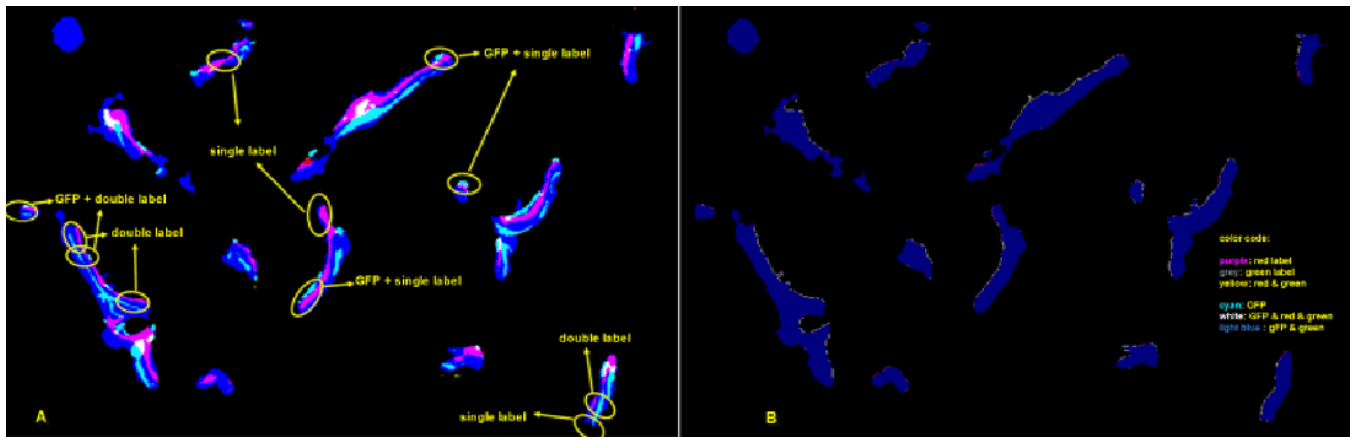 GFP + single label
single label
GFP + double label
double label
GFP + single label
double label
single label
A
color code:
purple: red label
grey: green label
yellow: red & green
cyan: GFP
white: GFP & red & green
light blue : gFP & green
B